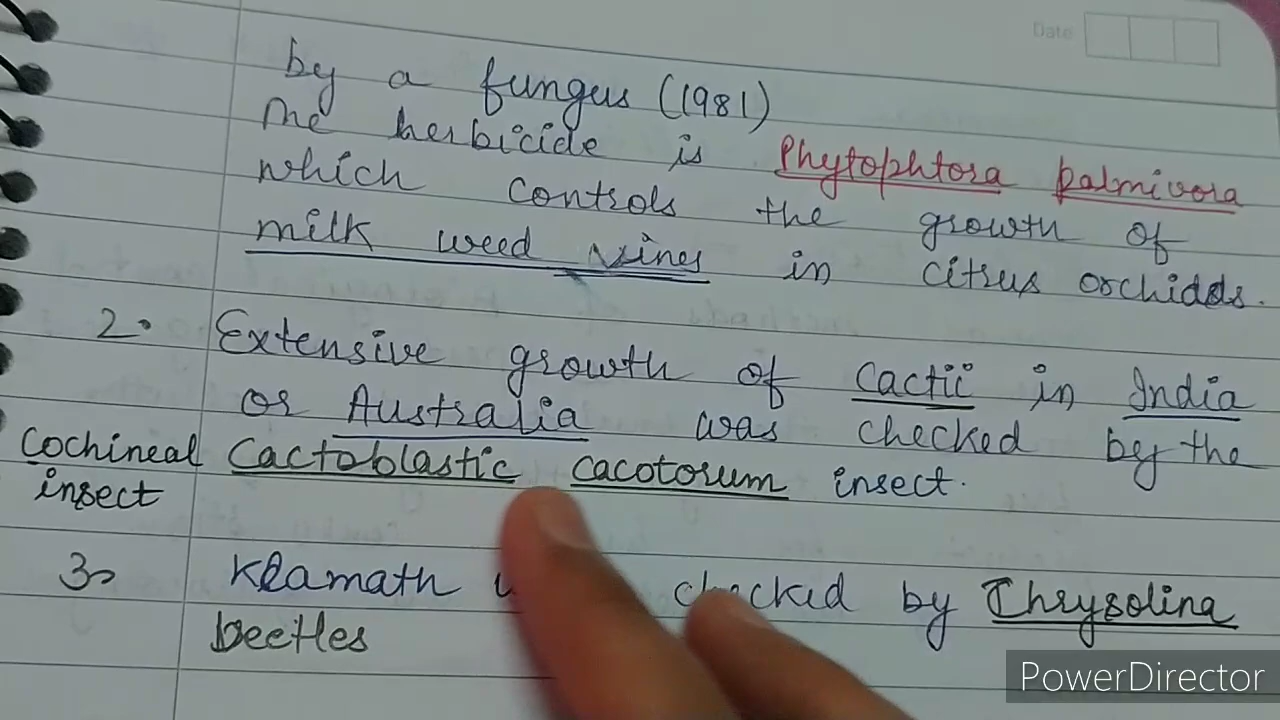 Date
by a fungus (1981)
The herbicide is Phytophtora palmivora
which controls the growth of
milk weed vines in citrus orchidds.
2. Extensive growth of Cactii in India
or Australia was checked by the
Cochineal insect Cactoblastic cacotorum insect.
3. Klamath checked by Chrysolina
beetles
PowerDirector